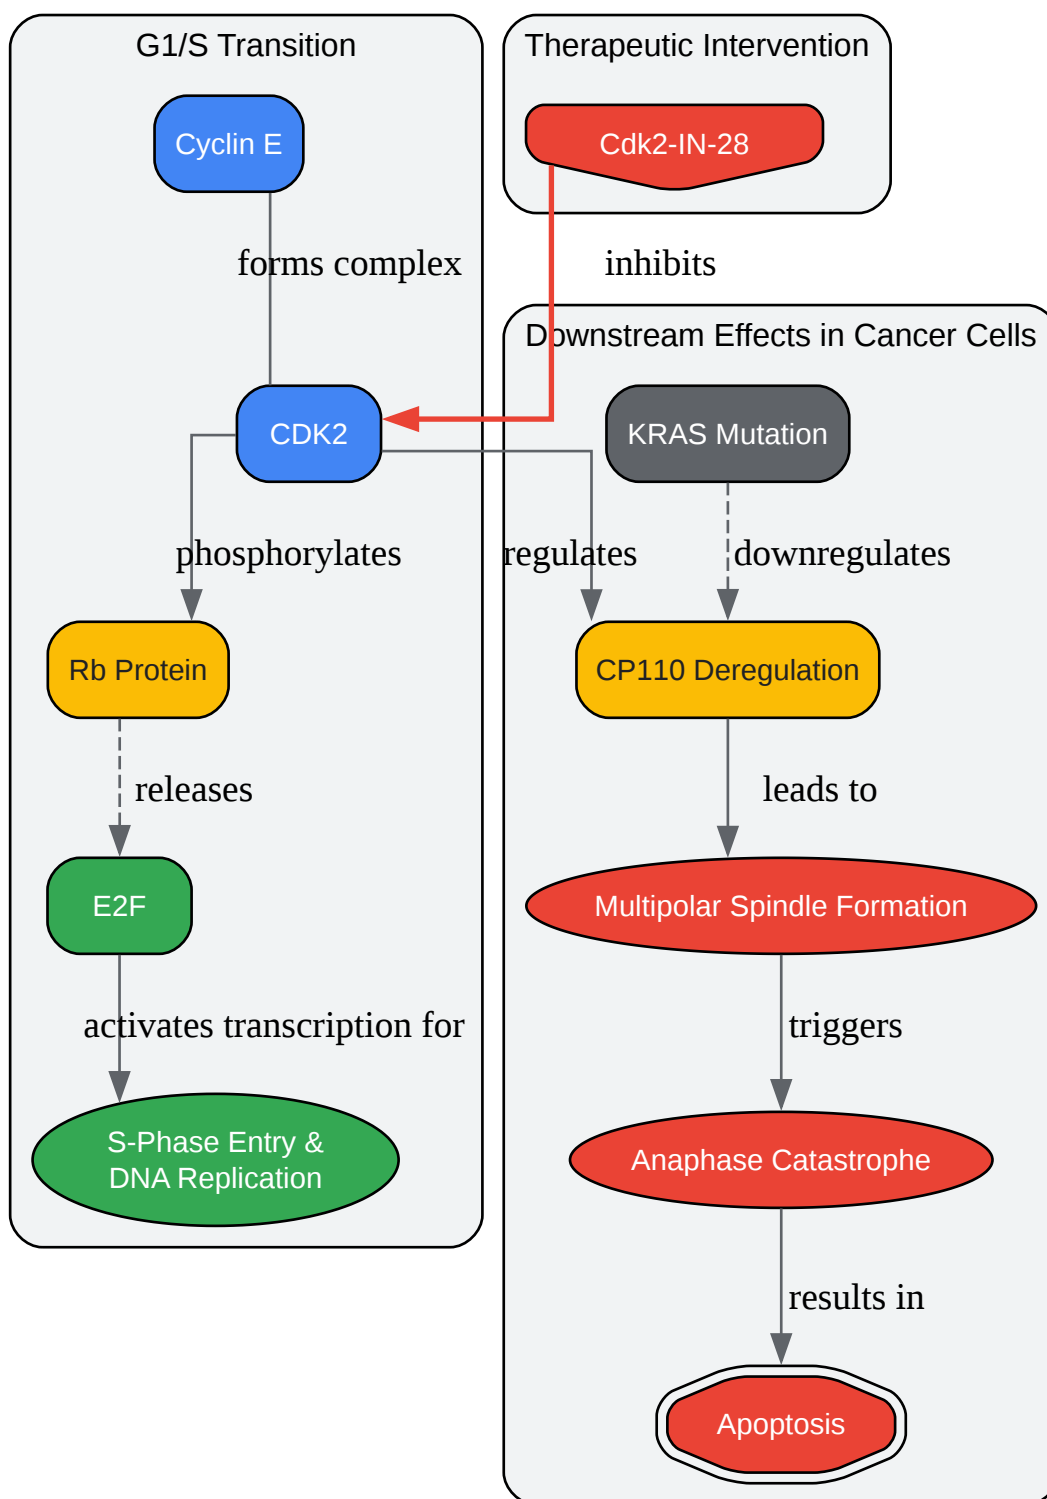 G1/S Transition
Cyclin E
forms complex
CDK2
phosphorylates
Rb Protein
releases
E2F
activates transcription for
S-Phase Entry &
DNA Replication
Therapeutic Intervention
Cdk2-IN-28
inhibits
Downstream Effects in Cancer Cells
KRAS Mutation
regulates
downregulates
CP110 Deregulation
leads to
Multipolar Spindle Formation
triggers
Anaphase Catastrophe
results in
Apoptosis